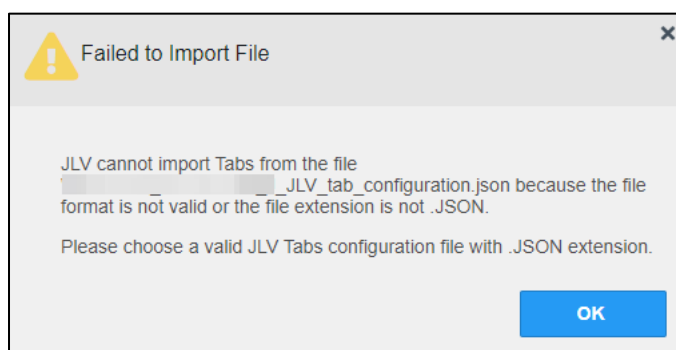 Failed to Import File
JLV cannot import Tabs from the file
_JLV_tab_configuration.json because the file
format is not valid or the file extension is not .JSON.
Please choose a valid JLV Tabs configuration file with .JSON extension.
OK